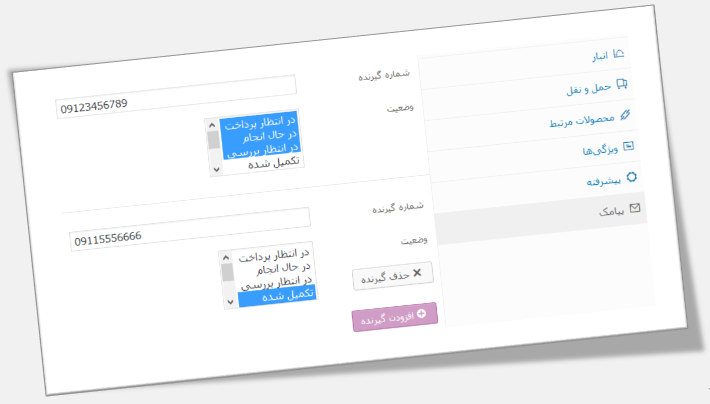 انبار
حمل و نقل
محصولات مرتبط
ویژگی‌ها
پیشرفته
پیامک
شماره گیرنده
09123456789
وضعیت
در انتظار پرداخت
در حال انجام
در انتظار بررسی
تکمیل شده
شماره گیرنده
09115556666
وضعیت
در انتظار پرداخت
در حال انجام
در انتظار بررسی
تکمیل شده
حذف گیرنده
افزودت گیرنده